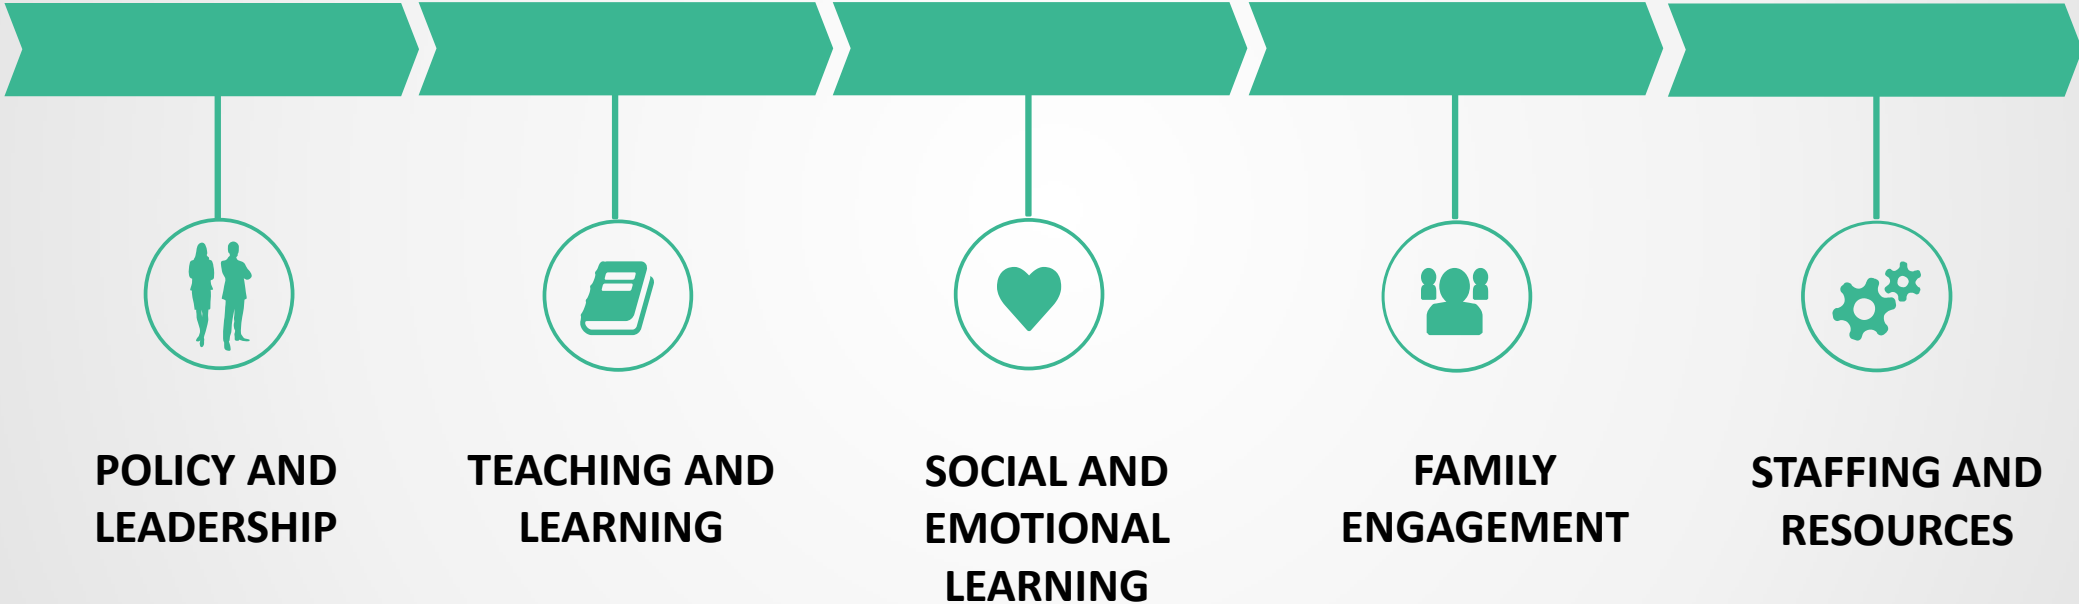 POLICY AND
LEADERSHIP
TEACHING AND
LEARNING
SOCIAL AND
EMOTIONAL
LEARNING
FAMILY
ENGAGEMENT
STAFFING AND
RESOURCES